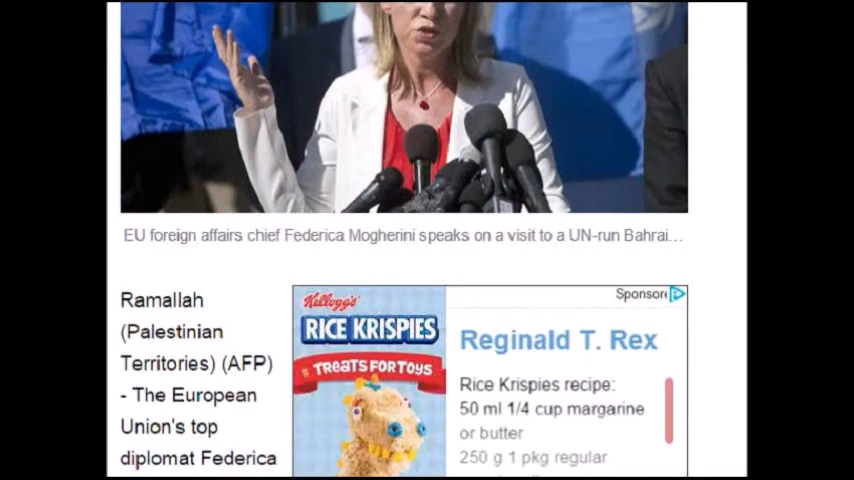 EU foreign affairs chief Federica Mogherini speaks on a visit to a UN-run Bahrai...
Ramallah
(Palestinian
Territories) (AFP)
- The European
Union's top
diplomat Federica
Kellogg's
RICE KRISPIES
TREATS FOR TOYS
Sponsor
Reginald T. Rex
Rice Krispies recipe:
50 ml 1/4 cup margarine
or butter
250 g 1 pkg regular